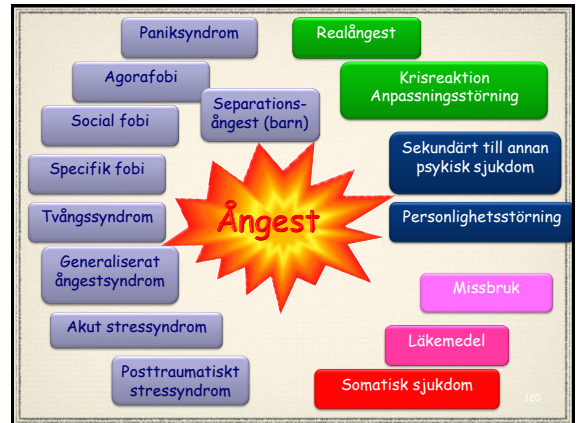 Paniksyndrom
Realångest
Agorafobi
Krisreaktion
Anpassningsstörning
Separations-
ångest (barn)
Social fobi
Sekundärt till annan
psykisk sjukdom
Specifik fobi
Tvångssyndrom
Ångest
Personlighetsstörning
Generaliserat
ångestsyndrom
Missbruk
Akut stressyndrom
Läkemedel
Posttraumatiskt
stressyndrom
Somatisk sjukdom
120